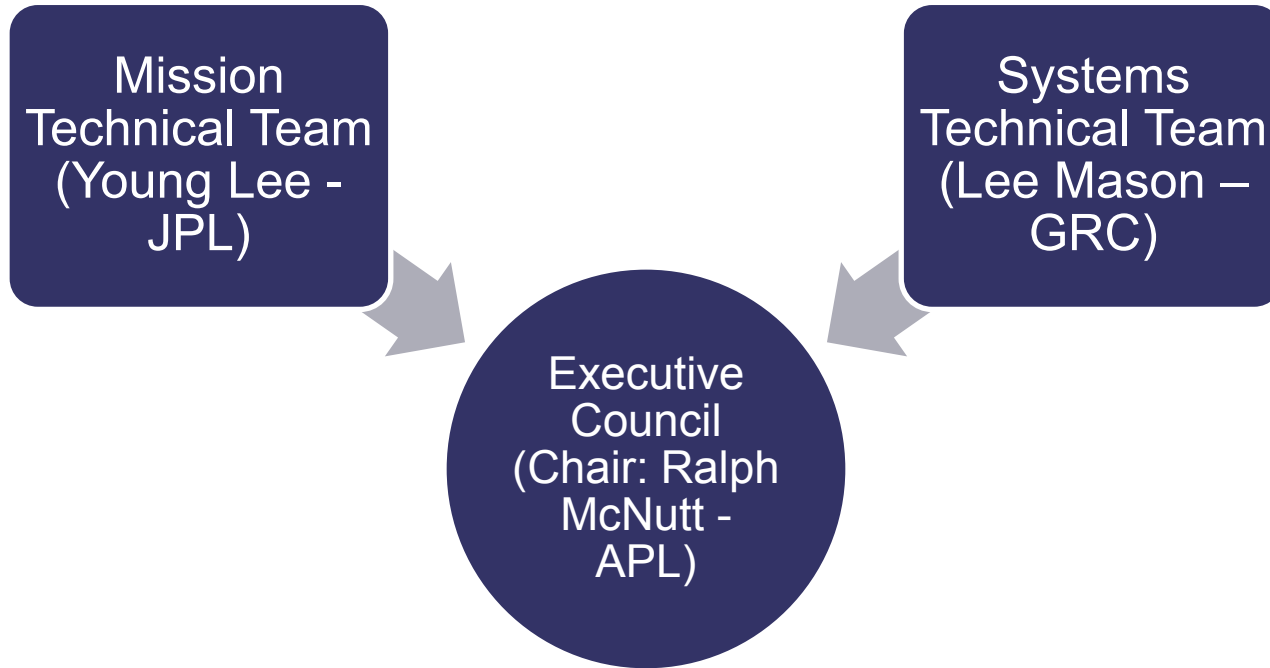 Mission
Technical Team
(Young Lee -
JPL)
Systems
Technical Team
(Lee Mason –
GRC)
Executive
Council
(Chair: Ralph
McNutt -
APL)